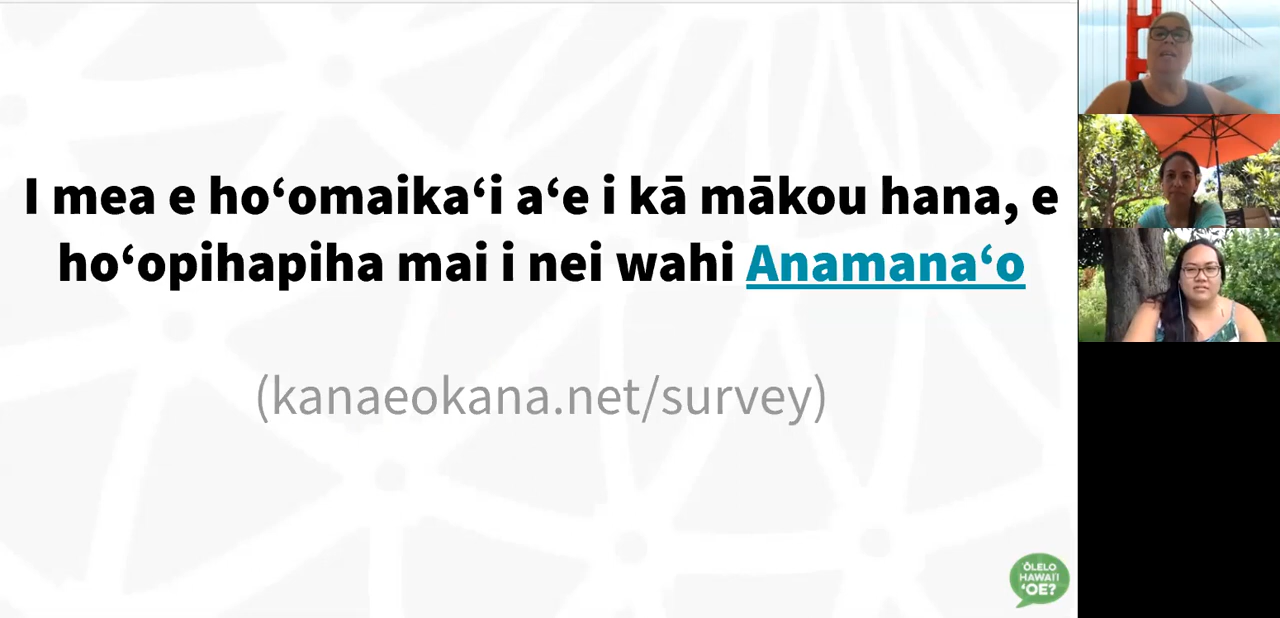 I mea e hoʻomaikaʻi aʻe i kā mākou hana, e
hoʻopihapiha mai i nei wahi Anamanaʻo
(kanaeokana.net/survey)
ʻŌLELO
HAWAIʻI
ʻOE?